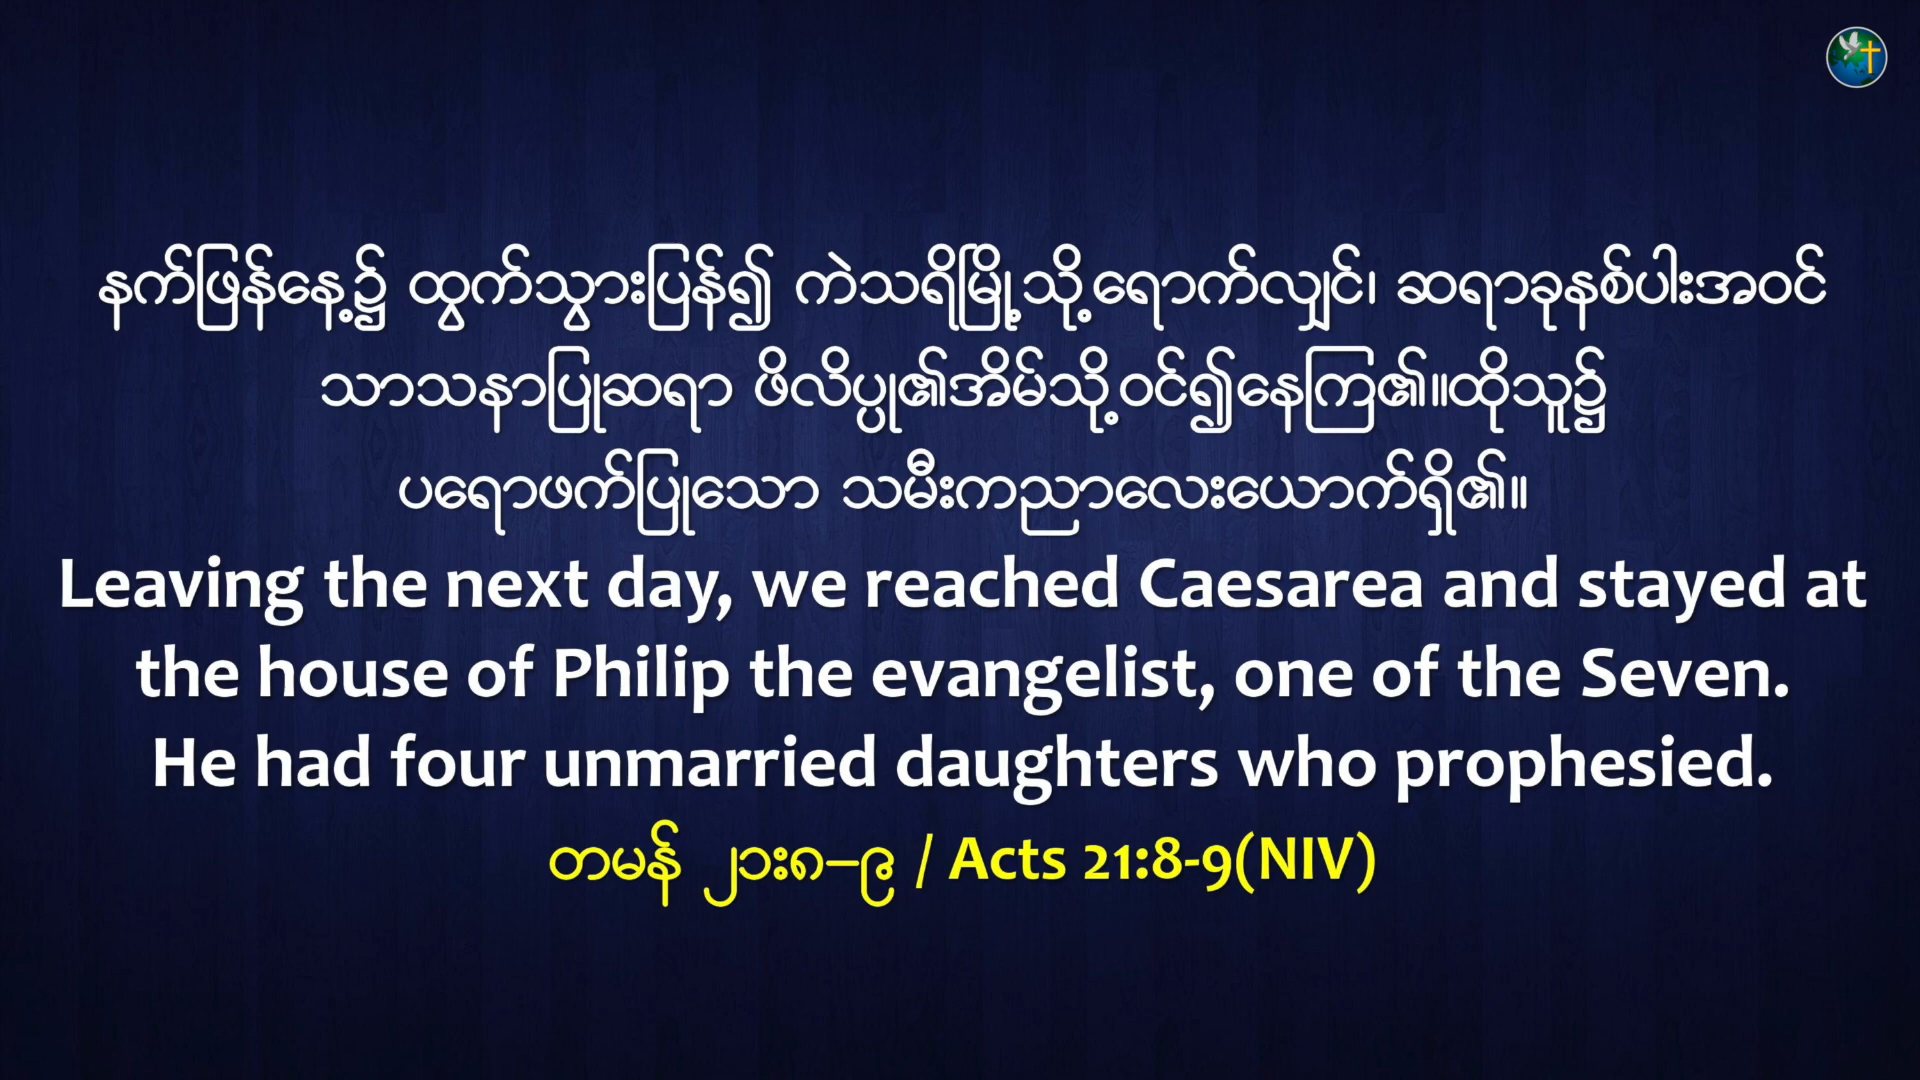 နက်ဖြန်နေ့၌ ထွက်သွားပြန်၍ ကဲသရိမြို့သို့ရောက်လျှင်၊ ဆရာခုနစ်ပါးအဝင်
သာသနာပြုဆရာ ဖိလိပ္ပု၏အိမ်သို့ဝင်၍နေကြ၏။ထိုသူ၌
ပရောဖက်ပြုသော သမီးကညာလေးယောက်ရှိ၏။
Leaving the next day, we reached Caesarea and stayed at
the house of Philip the evangelist, one of the Seven.
He had four unmarried daughters who prophesied.
တမန် ၂၁း၈–၉ / Acts 21:8-9(NIV)